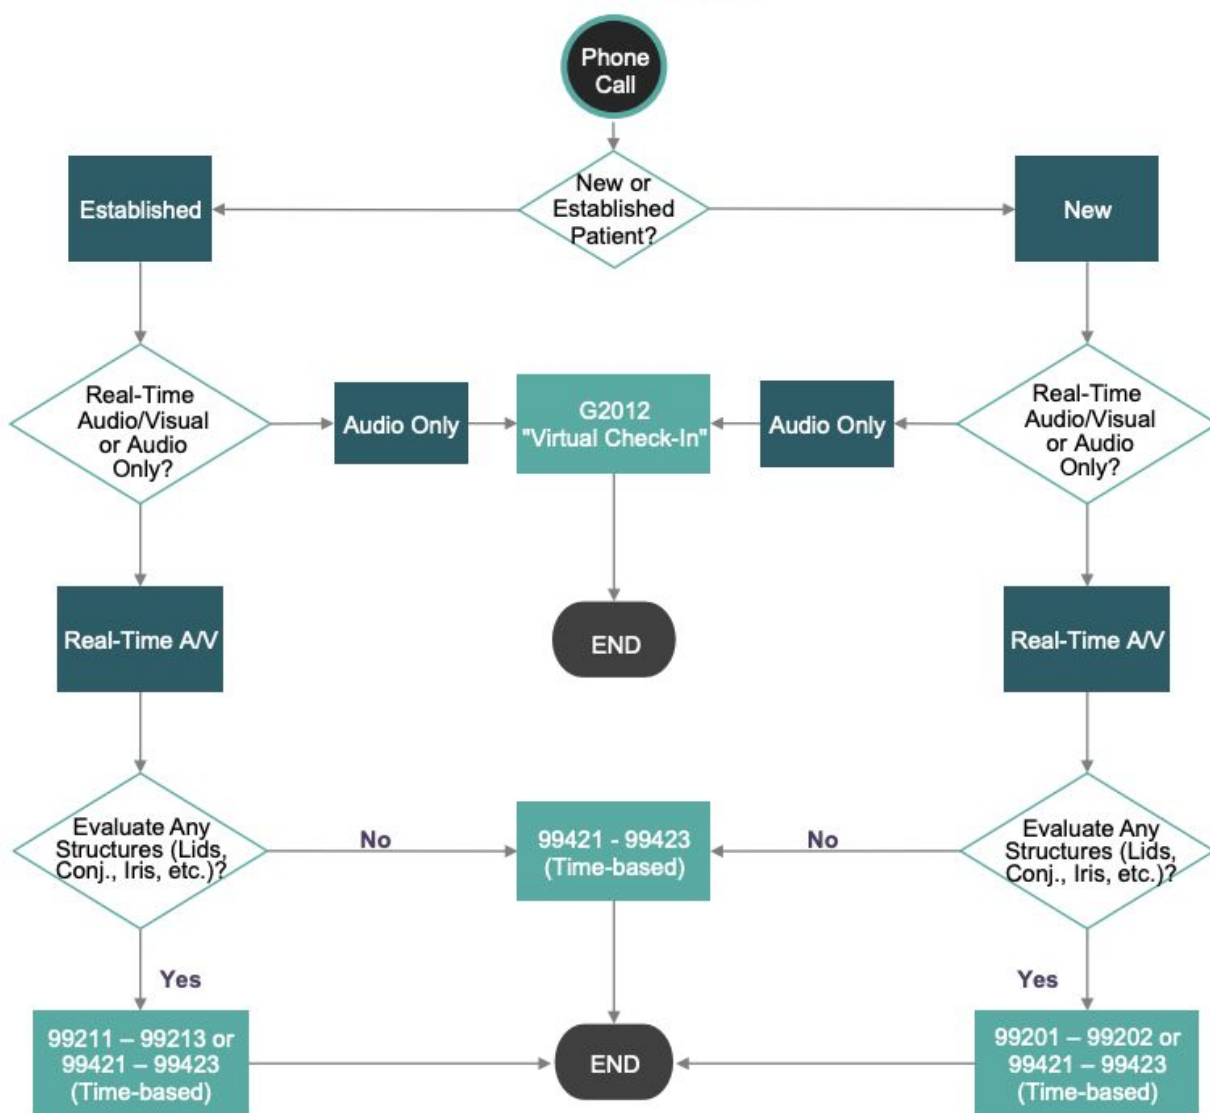 Phone
Call
New or
Established
Patient?
Established
New
Real-Time
Audio/Visual
or Audio
Only?
Audio Only
G2012
"Virtual Check-In"
Audio Only
Real-Time
Audio/Visual
or Audio
Only?
Real-Time A/V
END
Real-Time A/V
Evaluate Any
Structures (Lids,
Conj., Iris, etc.)?
No
99421 - 99423
(Time-based)
No
Evaluate Any
Structures (Lids,
Conj., Iris, etc.)?
Yes
Yes
99211 – 99213 or
99421 – 99423
(Time-based)
END
99201 – 99202 or
99421 – 99423
(Time-based)